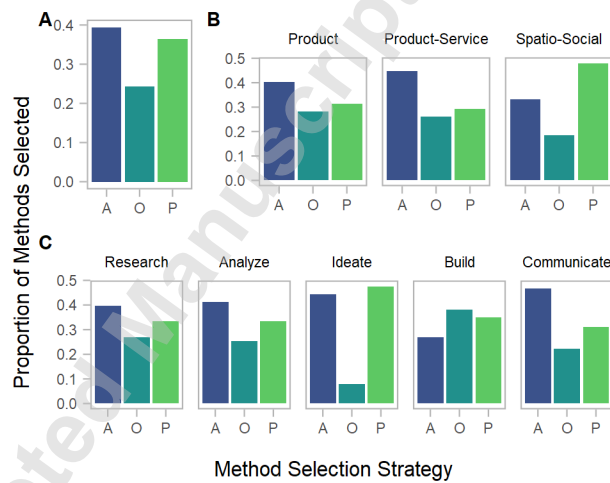 A
0.4
0.3
0.2
0.1
0.0
A O P
B
Product Product-Service Spatio-Social
0.5
0.4
0.3
0.2
0.1
0.0
A O P A O P A O P
C
Research Analyze Ideate Build Communicate
0.5
0.4
0.3
0.2
0.1
0.0
A O P A O P A O P A O P A O P
Proportion of Methods Selected
Method Selection Strategy
ted Manuscript